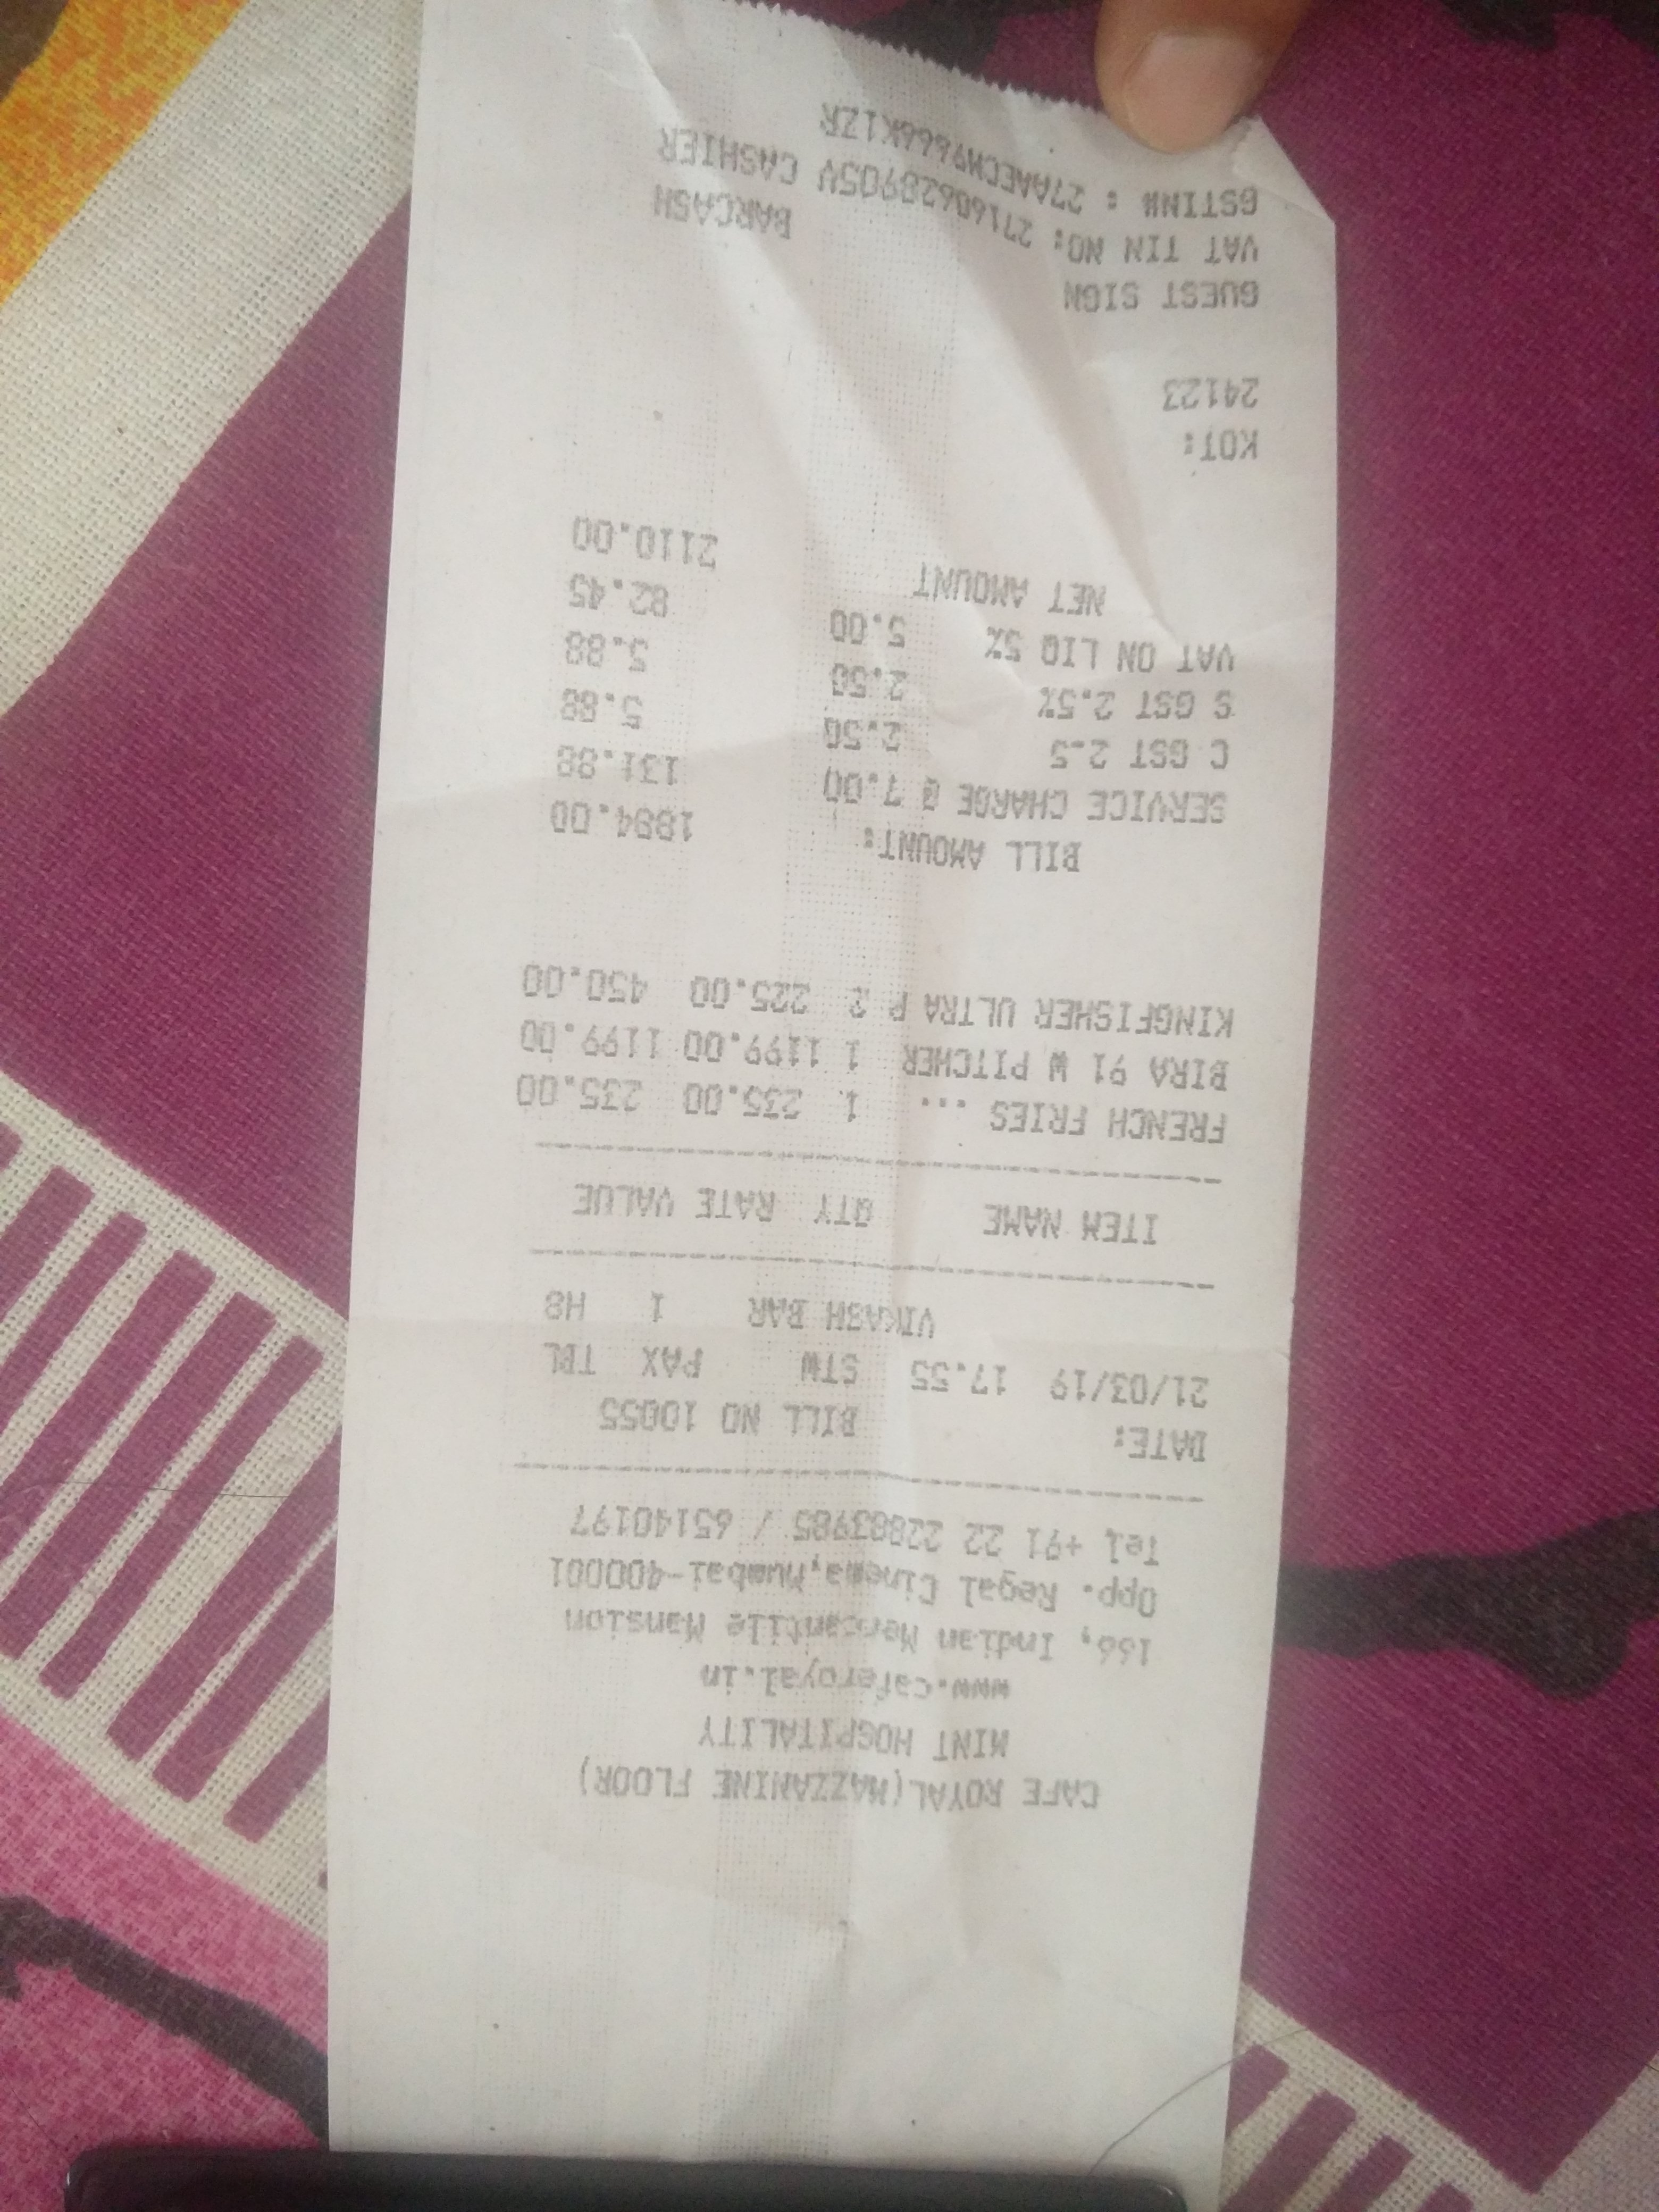 CAFE ROYAL(MAZZANINE FLOOR)
MINT HOSPITALITY
www.caferoyal.in
166, Indian Mercantile Mansion
Opp. Regal Cinema,Mumbai-400001
Tel +91 22 22883985 / 65140197
DATE: BILL NO 10055
21/03/19 17.55 STW PAX TBL
VIKASH BAR 1 H8
ITEM NAME QTY RATE VALUE
FRENCH FRIES ... 1 235.00 235.00
BIRA 91 W PITCHER 1 1199.00 1199.00
KINGFISHER ULTRA P 2 225.00 450.00
BILL AMOUNT: 1884.00
SERVICE CHARGE @ 7.00 131.88
C GST 2.5 2.50 5.88
S GST 2.5% 2.50 5.88
VAT ON LIQ 5% 5.00 82.45
NET AMOUNT 2110.00
KOT:
24123
GUEST SIGN BARCASH
VAT TIN NO: 27160628905V CASHIER
GSTIN# : 27AAECM9666K1ZR